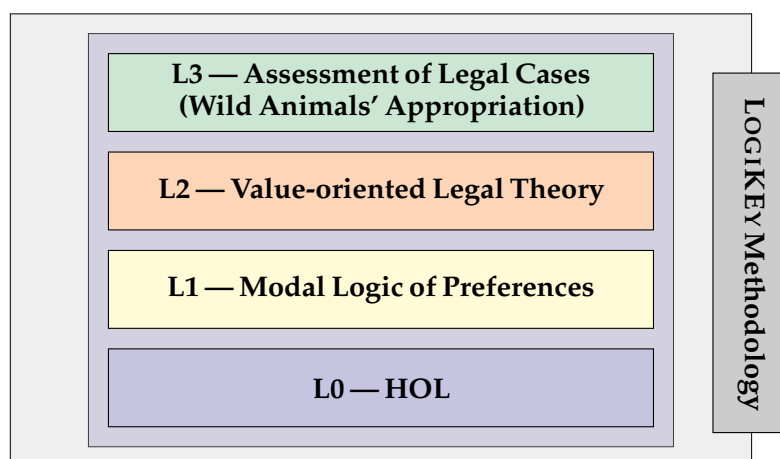 L3 — Assessment of Legal Cases
(Wild Animals’ Appropriation)
L2 — Value-oriented Legal Theory
L1 — Modal Logic of Preferences
L0 — HOL
LOGIKEY Methodology